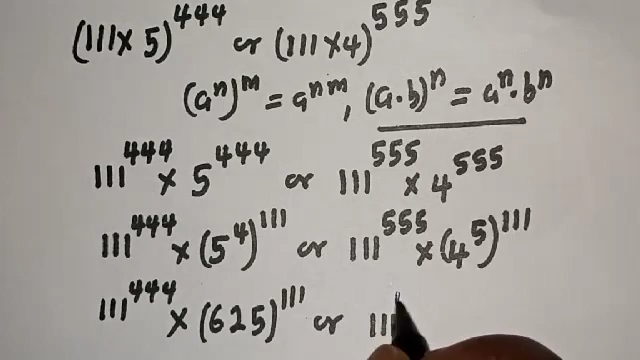 (111×5)^444 or (111×4)^555
(a^n)^m = a^nm, (a·b)^n = a^n·b^n
111^444 × 5^444 or 111^555 × 4^555
111^444 × (5^4)^111 or 111^555 × (4^5)^111
111^444 × (625)^111 or 111